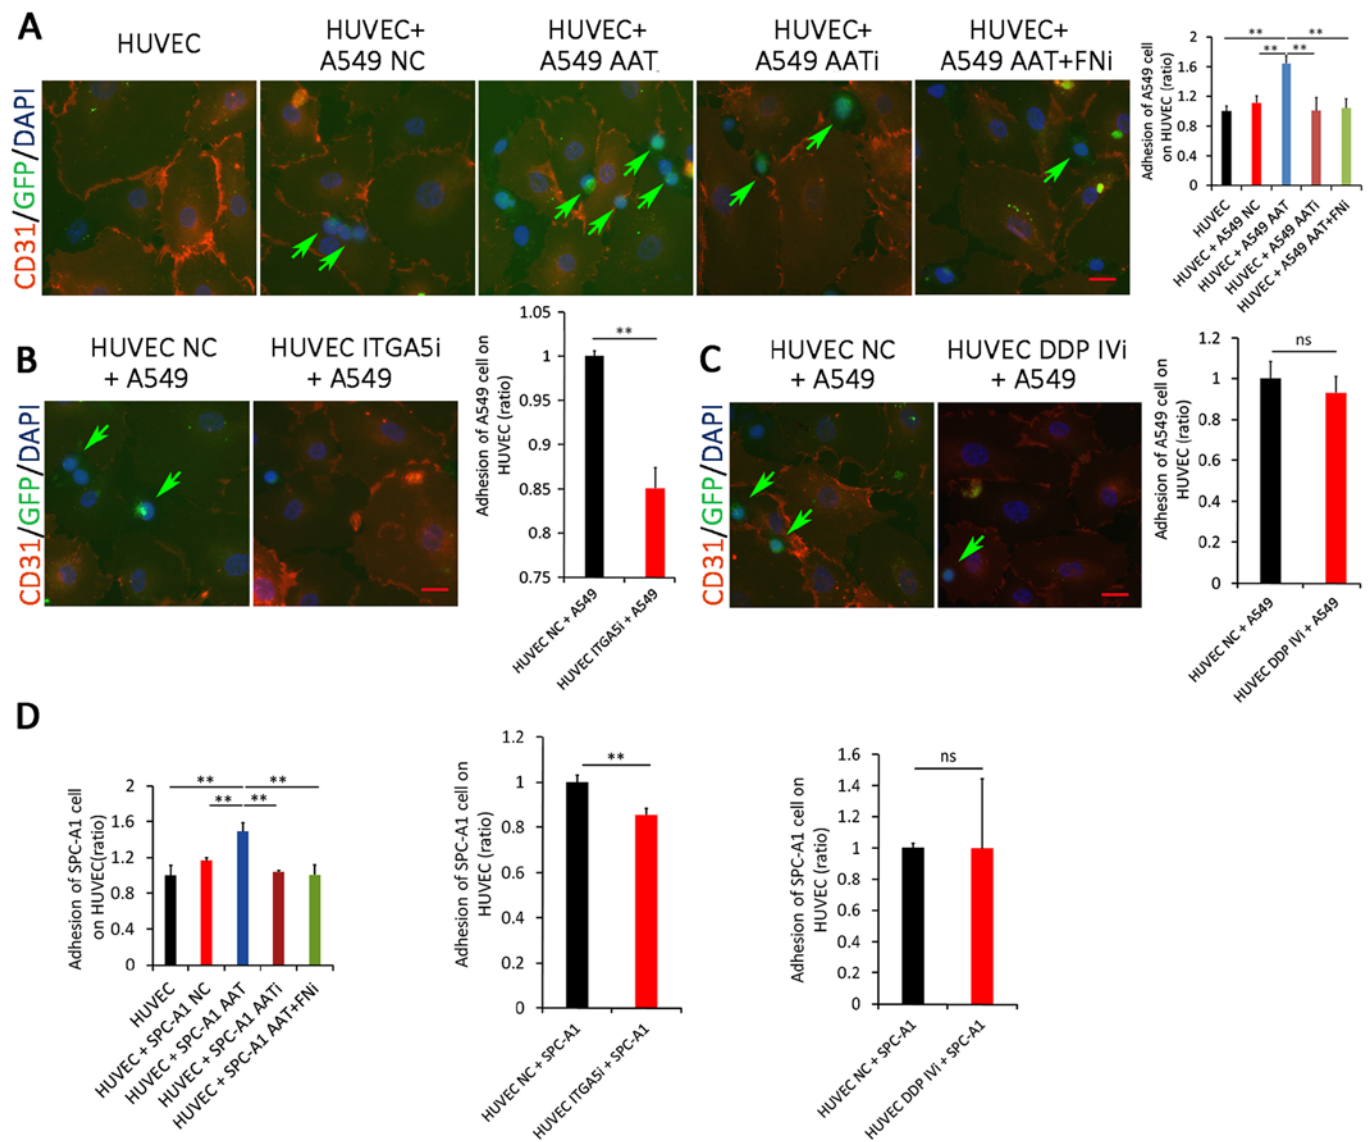 A
HUVEC
HUVEC+
A549 NC
HUVEC+
A549 AAT
HUVEC+
A549 AATi
HUVEC+
A549 AAT+FNi
CD31/GFP/DAPI
Adhesion of A549 cell
on HUVEC (ratio)
2
1.6
1.2
0.8
0.4
0
**
**
**
**
HUVEC
HUVEC + A549 NC
HUVEC + A549 AAT
HUVEC + A549 AATi
HUVEC + A549 AAT+FNi
B
HUVEC NC
+ A549
HUVEC ITGA5i
+ A549
CD31/GFP/DAPI
Adhesion of A549 cell on
HUVEC (ratio)
1.05
1
0.95
0.9
0.85
0.8
0.75
**
HUVEC NC + A549
HUVEC ITGA5i + A549
C
HUVEC NC
+ A549
HUVEC DDP IVi
+ A549
CD31/GFP/DAPI
Adhesion of A549 cell on
HUVEC (ratio)
1.2
1
0.8
0.6
0.4
0.2
0
ns
HUVEC NC + A549
HUVEC DDP IVi + A549
D
Adhesion of SPC-A1 cell
on HUVEC(ratio)
2
1.6
1.2
0.8
0.4
0
**
**
**
**
HUVEC
HUVEC + SPC-A1 NC
HUVEC + SPC-A1 AAT
HUVEC + SPC-A1 AATi
HUVEC + SPC-A1 AAT+FNi
Adhesion of SPC-A1 cell on
HUVEC (ratio)
1.2
1
0.8
0.6
0.4
0.2
0
**
HUVEC NC + SPC-A1
HUVEC ITGA5i + SPC-A1
Adhesion of SPC-A1 cell on
HUVEC (ratio)
1.6
1.4
1.2
1
0.8
0.6
0.4
0.2
0
ns
HUVEC NC + SPC-A1
HUVEC DDP IVi + SPC-A1